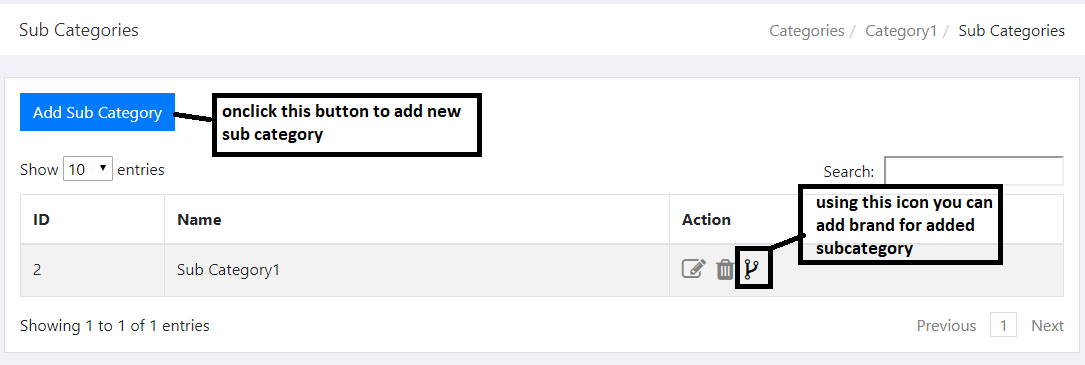 Sub Categories
Categories / Category1 / Sub Categories
Add Sub Category
onclick this button to add new
sub category
Show 10 entries
Search:
using this icon you can
add brand for added
subcategory
ID Name Action
2 Sub Category1
Showing 1 to 1 of 1 entries
Previous 1 Next